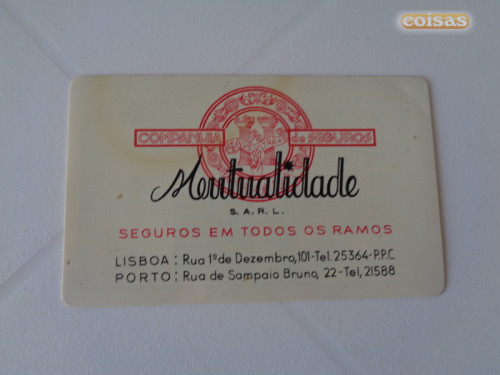 coisas
COMPANHIA de SEGUROS
Mutualidade
S. A. R. L.
SEGUROS EM TODOS OS RAMOS
LISBOA: Rua 1º de Dezembro, 101-Tel. 25364-P.P.C.
PORTO: Rua de Sampaio Bruno, 22-Tel, 21588